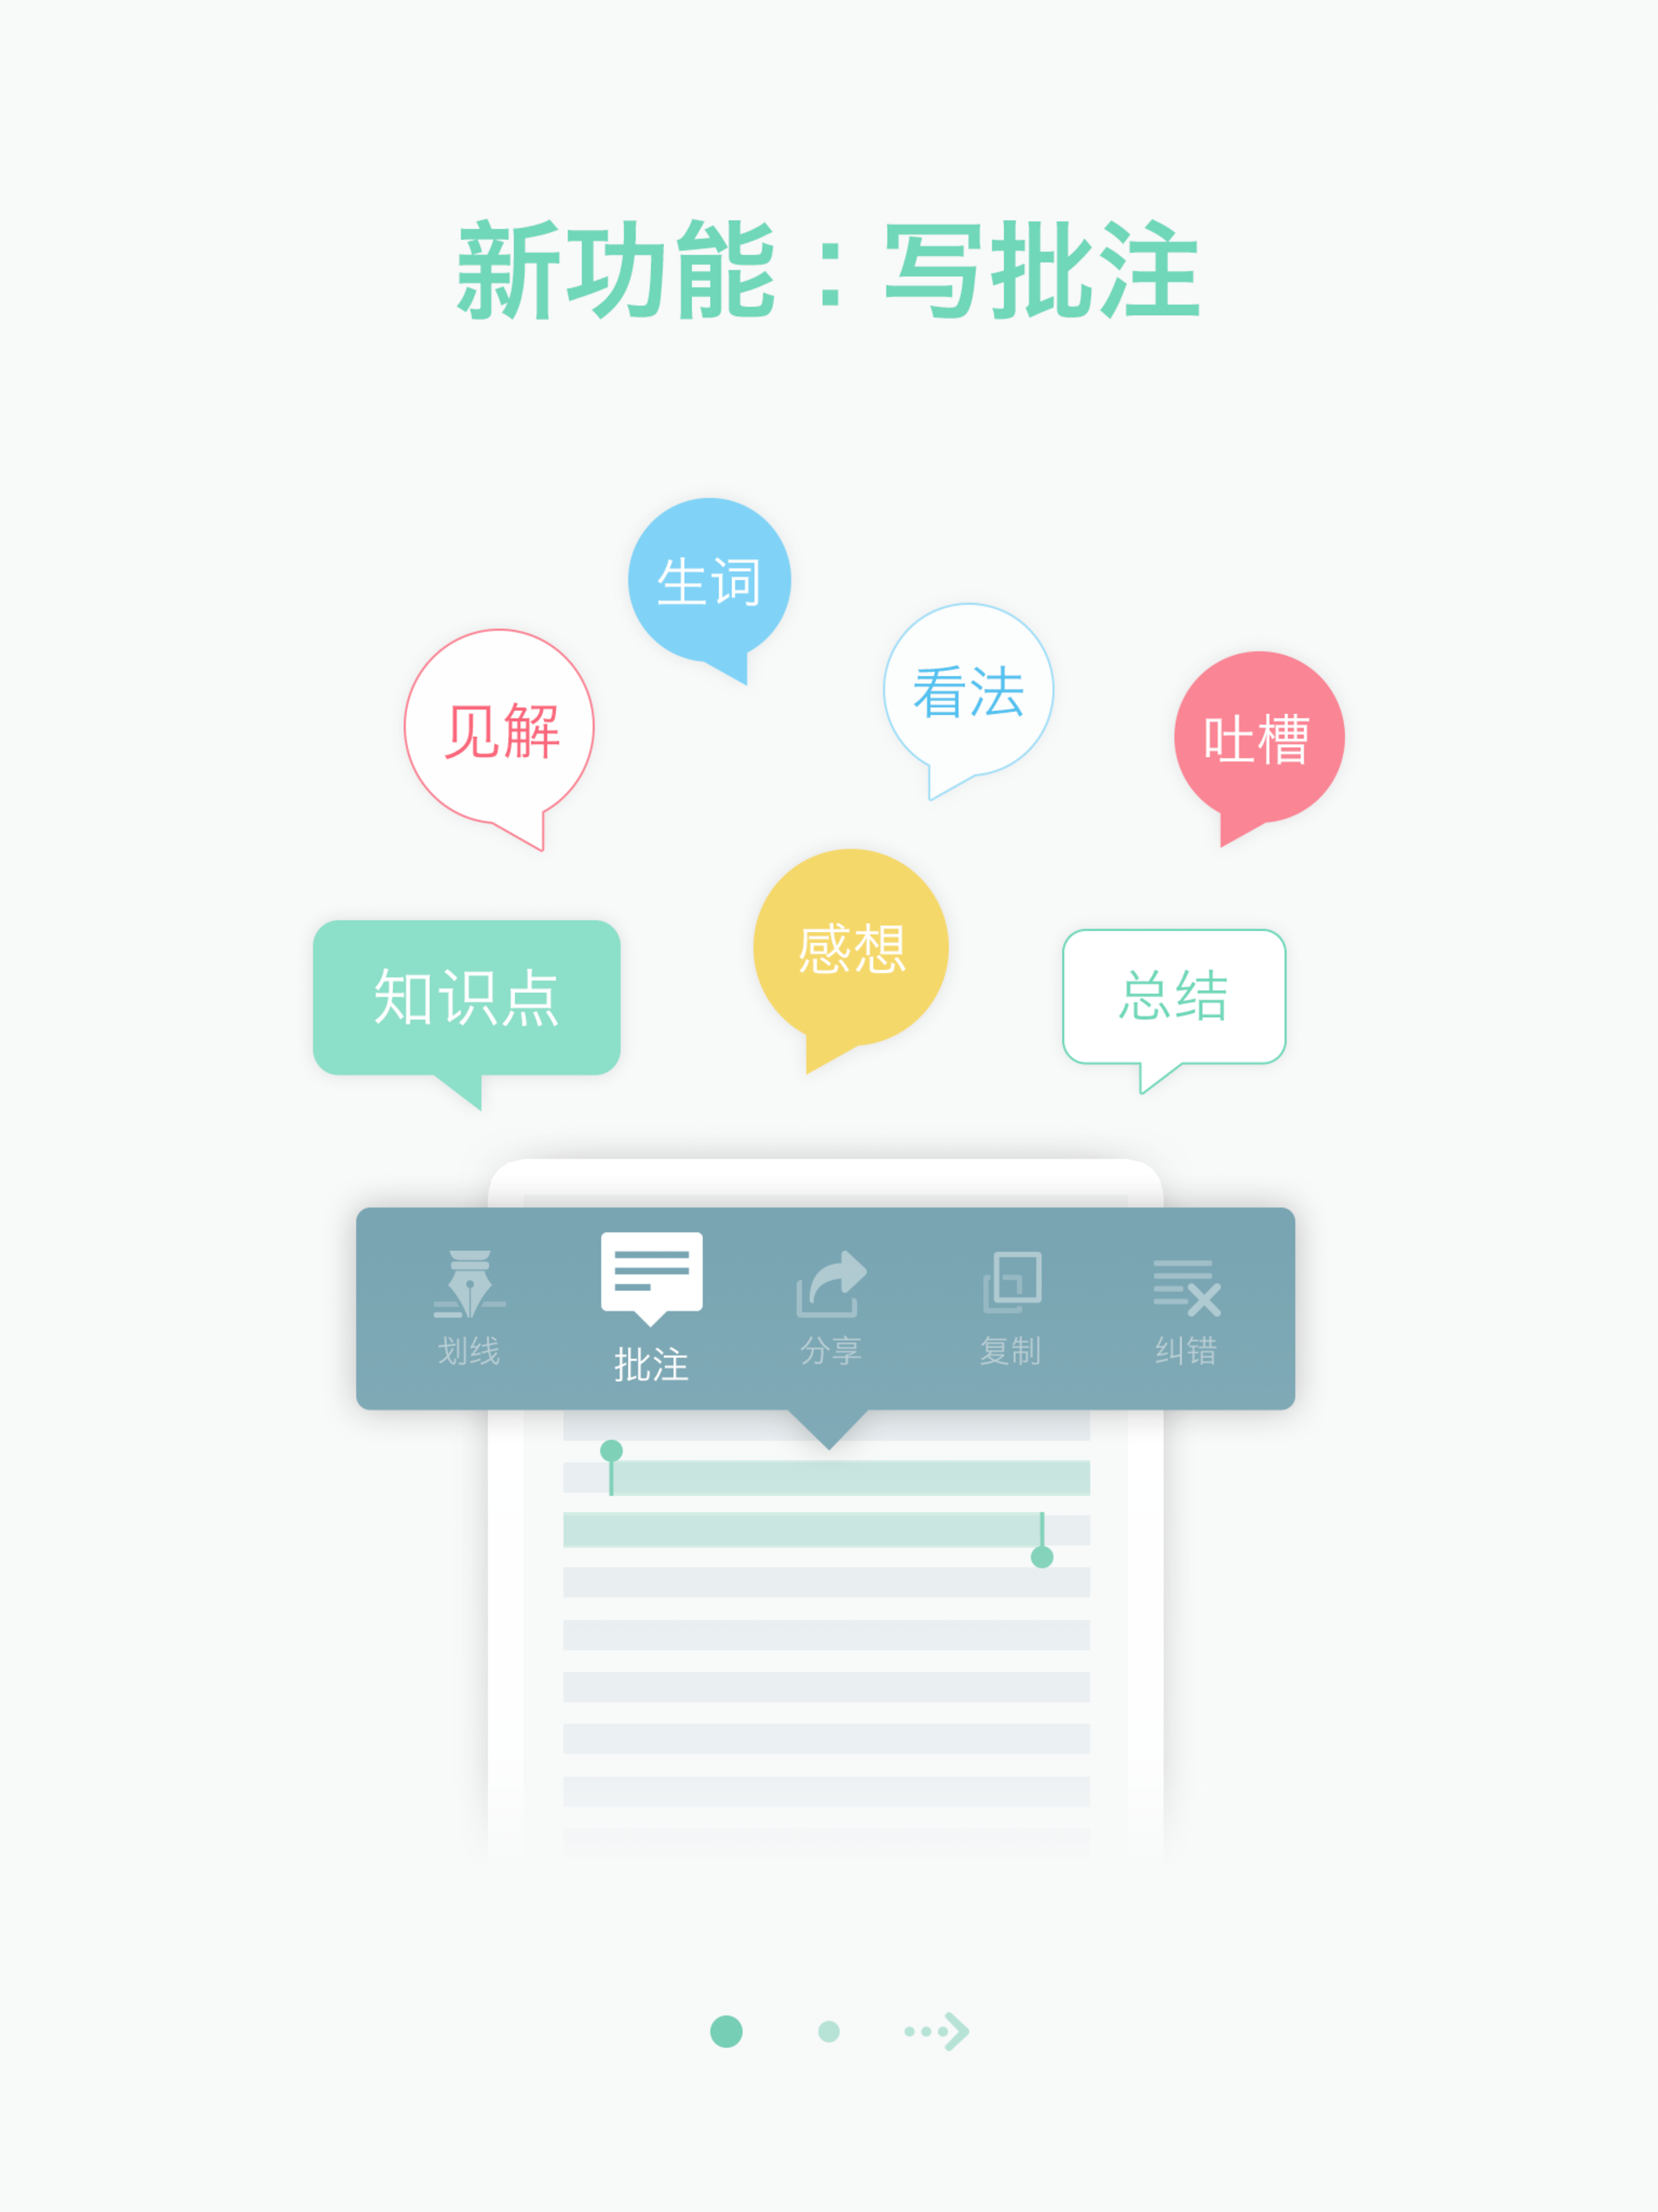 新功能：写批注
生词
看法
见解
吐槽
感想
知识点
总结
划线
批注
分享
复制
纠错